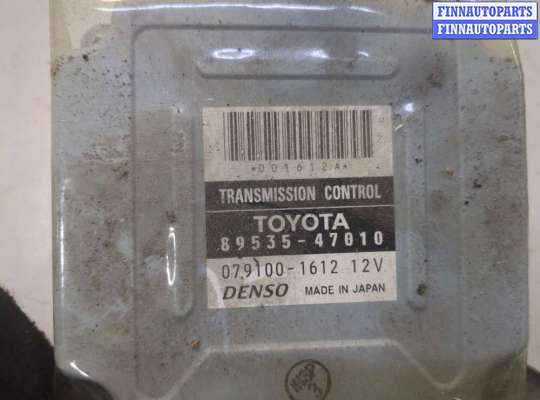 FINNAUTOPARTS
FINNAUTOPARTS
*001612A*
TRANSMISSION CONTROL
TOYOTA
89535-47010
079100-1612 12V
DENSO MADE IN JAPAN